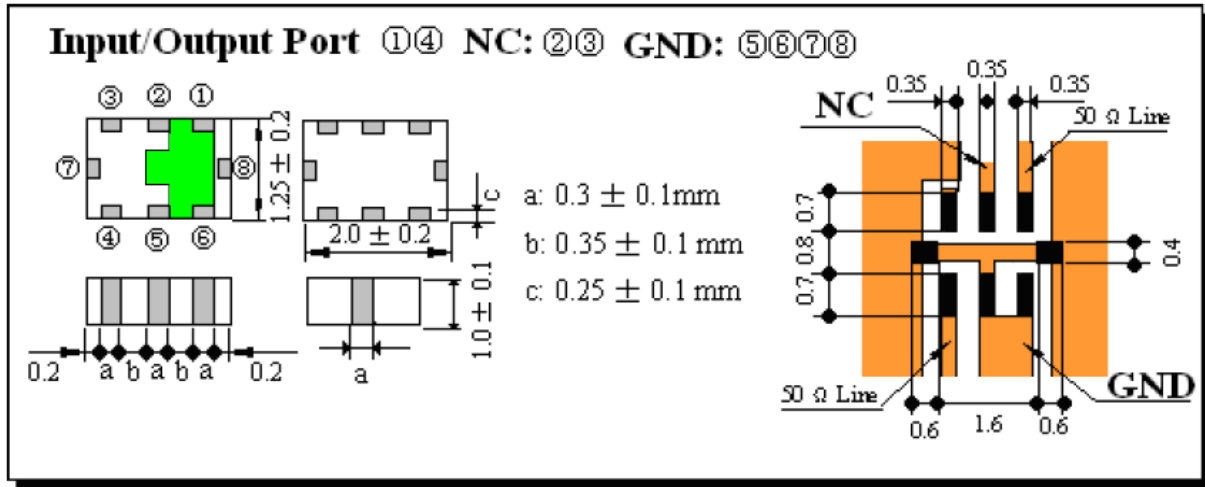 Input/Output Port ①④ NC: ②③ GND: ⑤⑥⑦⑧
③ ② ①
⑦ ⑧
④ ⑤ ⑥
1.25 ± 0.2
c
2.0 ± 0.2
a: 0.3 ± 0.1mm
b: 0.35 ± 0.1 mm
c: 0.25 ± 0.1 mm
1.0 ± 0.1
0.2 a b a b a 0.2
a
0.35 0.35 0.35
NC
50 Ω Line
0.7
0.8
0.7
0.4
50 Ω Line
GND
0.6 1.6 0.6